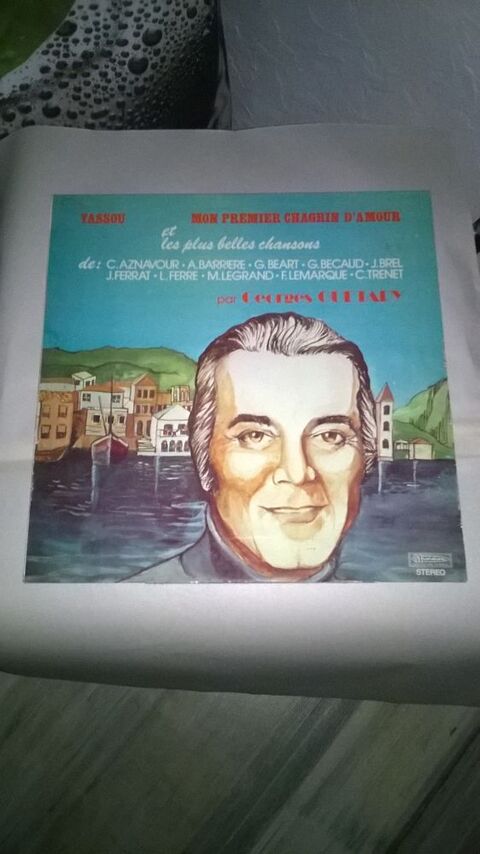 YASSOU MON PREMIER CHAGRIN D'AMOUR
et
les plus belles chansons
de: C. AZNAVOUR • A. BARRIERE • G. BEART • G. BECAUD • J. BREL
J. FERRAT • L. FERRE • M. LEGRAND • F. LEMARQUE • C. TRENET
par Georges GUETARY
STEREO